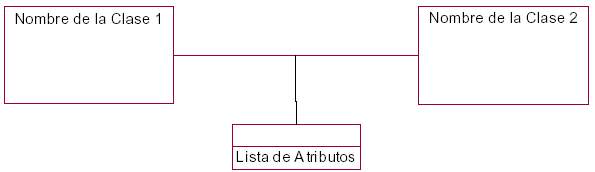 Nombre de la Clase 1
Nombre de la Clase 2
Lista de Atributos